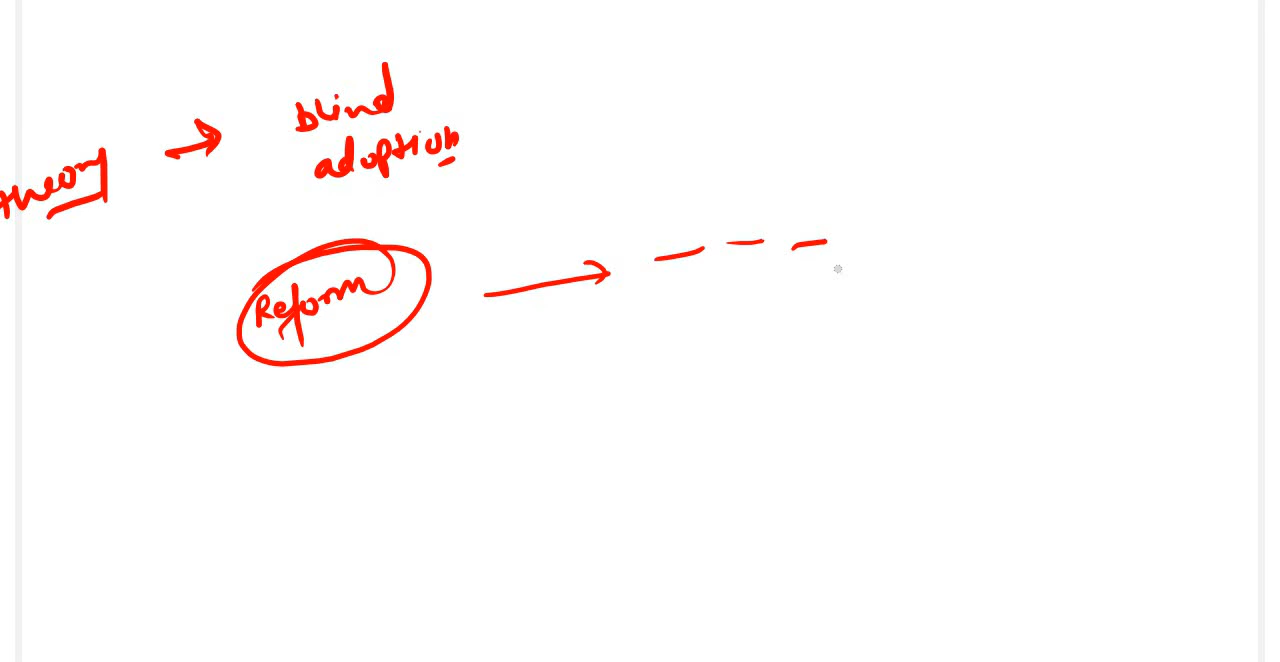 theory → blind
adoption
Reform → - - -